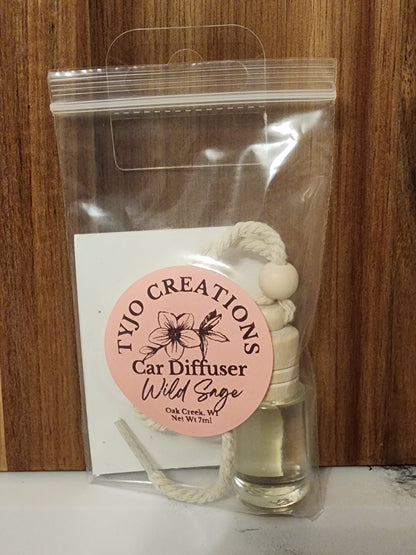 TYJO CREATIONS
Car Diffuser
Wild Sage
Oak Creek, WI
Net Wt 7ml